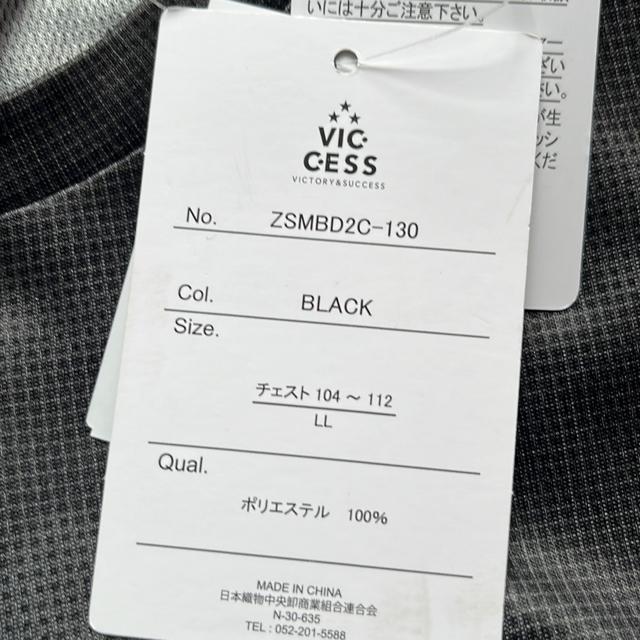 いには十分ご注意下さい。
VIC
CESS
VICTORY&SUCCESS
No. ZSMBD2C-130
Col. BLACK
Size.
チェスト 104 ～ 112
LL
Qual.
ポリエステル 100%
MADE IN CHINA
日本織物中央卸商業組合連合会
N-30-635
TEL : 052-201-5588